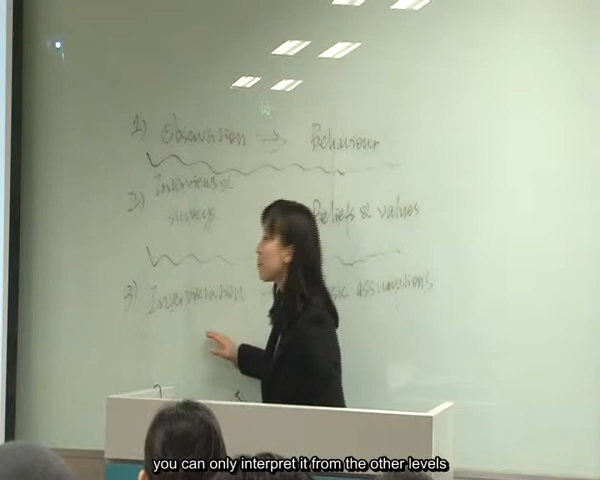 1) Observation → Behaviour
Interviews &
2) surveys Beliefs & values
3) Interpretation sic assumptions
you can only interpret it from the other levels